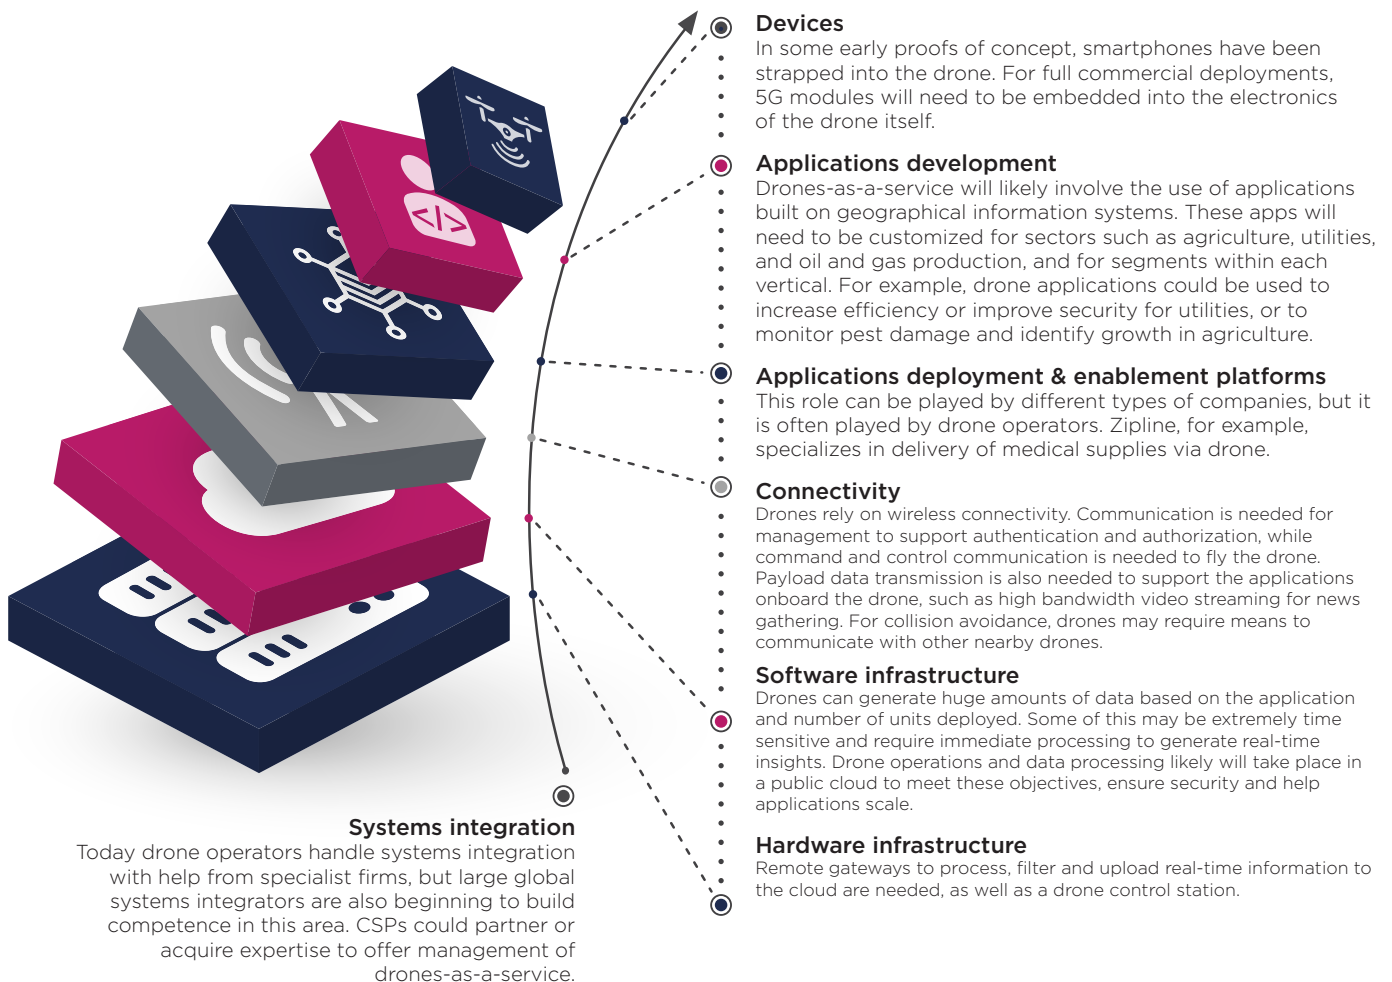 Devices
In some early proofs of concept, smartphones have been
strapped into the drone. For full commercial deployments,
5G modules will need to be embedded into the electronics
of the drone itself.
Applications development
Drones-as-a-service will likely involve the use of applications
built on geographical information systems. These apps will
need to be customized for sectors such as agriculture, utilities,
and oil and gas production, and for segments within each
vertical. For example, drone applications could be used to
increase efficiency or improve security for utilities, or to
monitor pest damage and identify growth in agriculture.
Applications deployment & enablement platforms
This role can be played by different types of companies, but it
is often played by drone operators. Zipline, for example,
specializes in delivery of medical supplies via drone.
Connectivity
Drones rely on wireless connectivity. Communication is needed for
management to support authentication and authorization, while
command and control communication is needed to fly the drone.
Payload data transmission is also needed to support the applications
onboard the drone, such as high bandwidth video streaming for news
gathering. For collision avoidance, drones may require means to
communicate with other nearby drones.
Software infrastructure
Drones can generate huge amounts of data based on the application
and number of units deployed. Some of this may be extremely time
sensitive and require immediate processing to generate real-time
insights. Drone operations and data processing likely will take place in
a public cloud to meet these objectives, ensure security and help
applications scale.
Hardware infrastructure
Remote gateways to process, filter and upload real-time information to
the cloud are needed, as well as a drone control station.
Systems integration
Today drone operators handle systems integration
with help from specialist firms, but large global
systems integrators are also beginning to build
competence in this area. CSPs could partner or
acquire expertise to offer management of
drones-as-a-service.